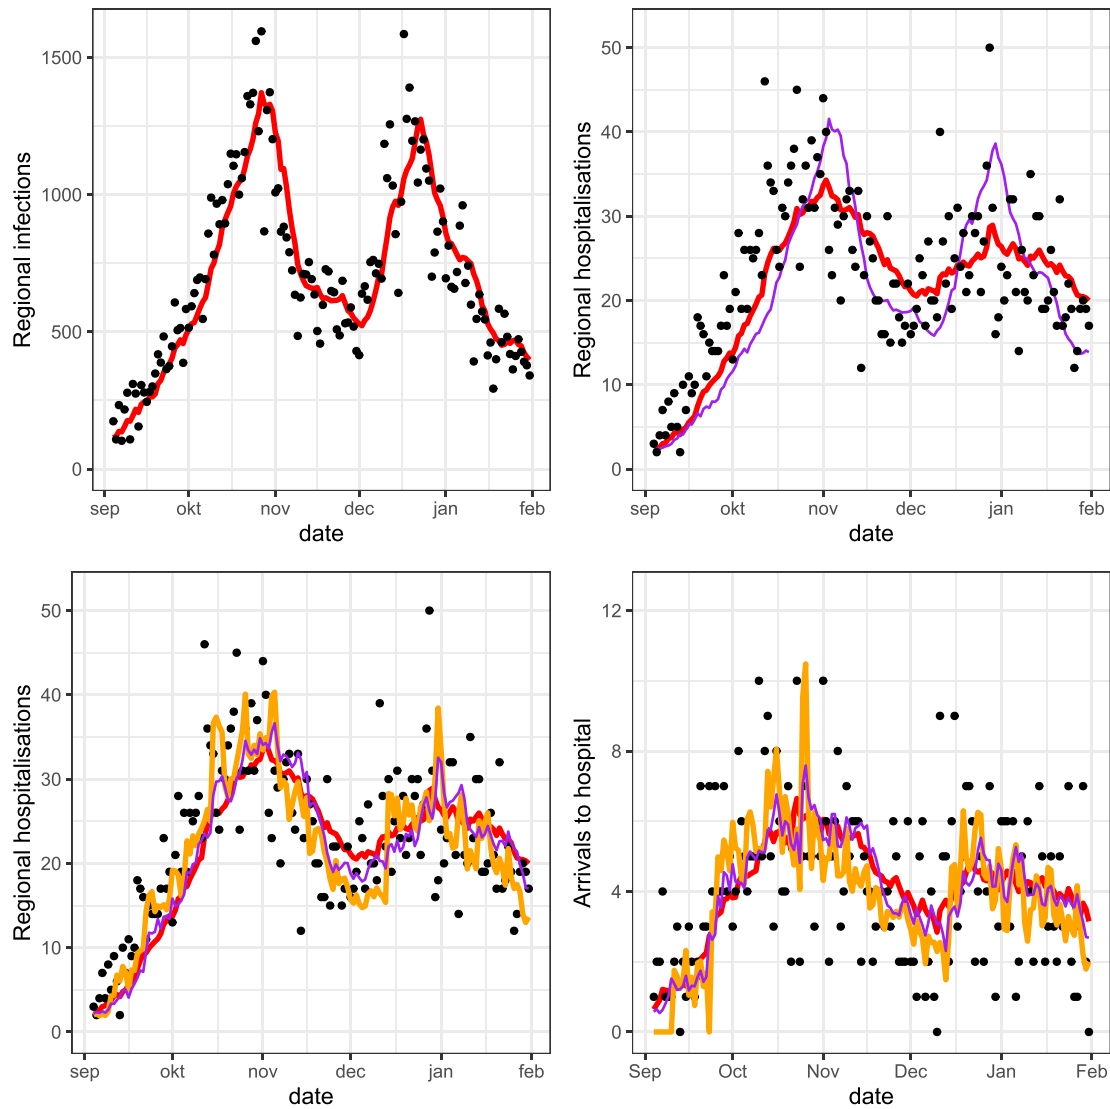 Regional infections
1500
1000
500
0
sep okt nov dec jan feb
date
Regional hospitalisations
50
40
30
20
10
0
sep okt nov dec jan feb
date
Regional hospitalisations
50
40
30
20
10
0
sep okt nov dec jan feb
date
Arrivals to hospital
12
8
4
0
Sep Oct Nov Dec Jan Feb
date